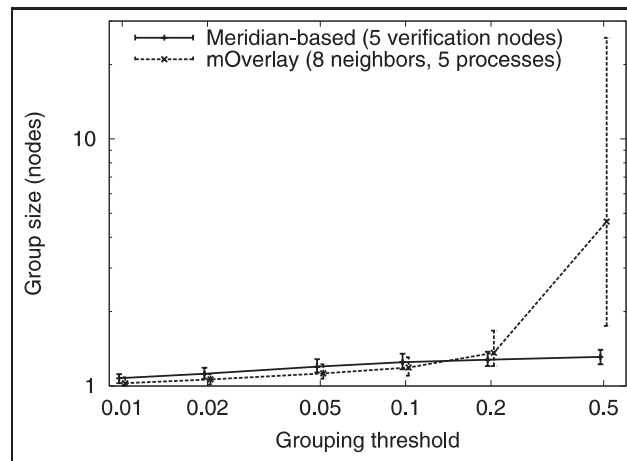 Meridian-based (5 verification nodes)
mOverlay (8 neighbors, 5 processes)
10
1
Group size (nodes)
0.01 0.02 0.05 0.1 0.2 0.5
Grouping threshold